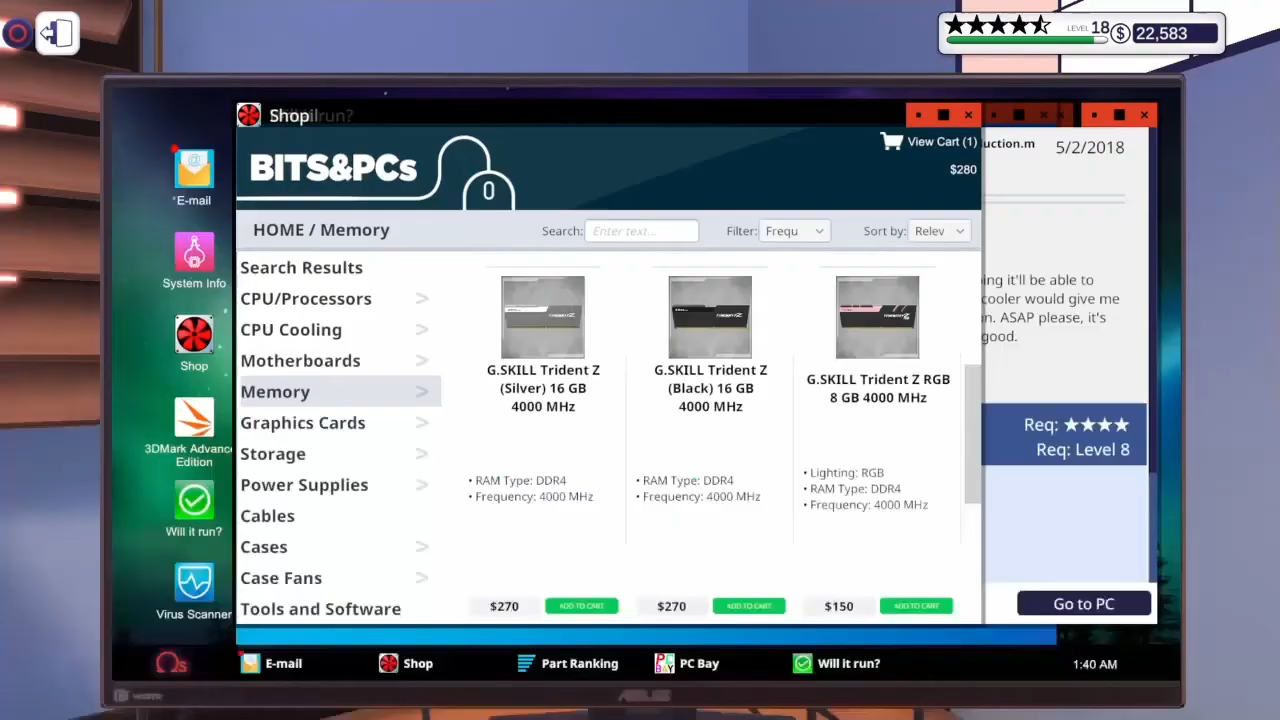 LEVEL 18
$ 22,583
Shop
run?
View Cart (1)
BITS&PCs
$280
uction.m
5/2/2018
HOME / Memory
Search: Enter text...
Filter: Frequ
Sort by: Relev
Search Results
CPU/Processors
CPU Cooling
Motherboards
Memory
Graphics Cards
Storage
Power Supplies
Cables
Cases
Case Fans
Tools and Software
G.SKILL Trident Z
(Silver) 16 GB
4000 MHz
• RAM Type: DDR4
• Frequency: 4000 MHz
$270
ADD TO CART
G.SKILL Trident Z
(Black) 16 GB
4000 MHz
• RAM Type: DDR4
• Frequency: 4000 MHz
$270
ADD TO CART
G.SKILL Trident Z RGB
8 GB 4000 MHz
• Lighting: RGB
• RAM Type: DDR4
• Frequency: 4000 MHz
$150
ADD TO CART
ing it'll be able to
cooler would give me
n. ASAP please, it's
good.
Req: ★★★★
Req: Level 8
Go to PC
E-mail
System Info
Shop
3DMark Advanc
Edition
Will it run?
Virus Scanner
E-mail
Shop
Part Ranking
PC Bay
Will it run?
1:40 AM
ASUS